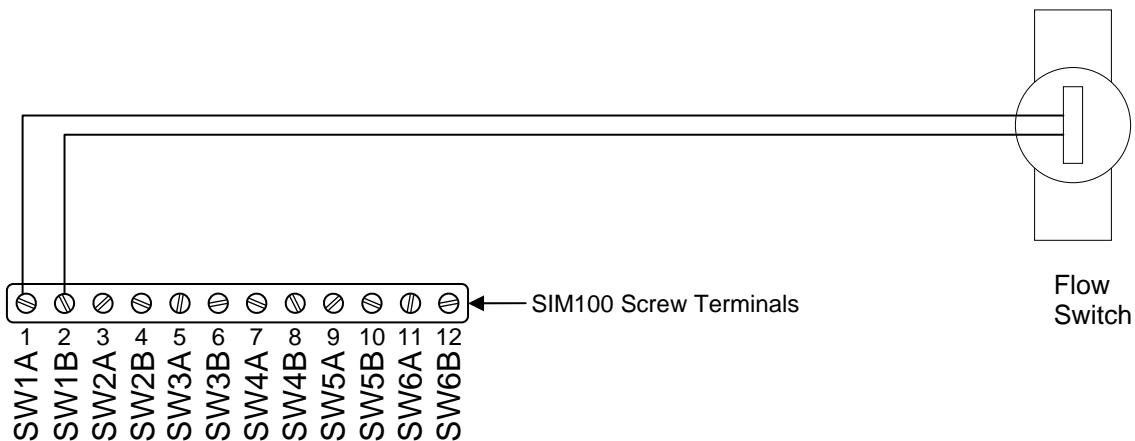 SIM100 Screw Terminals
Flow
Switch
1 2 3 4 5 6 7 8 9 10 11 12
SW1A SW1B SW2A SW2B SW3A SW3B SW4A SW4B SW5A SW5B SW6A SW6B